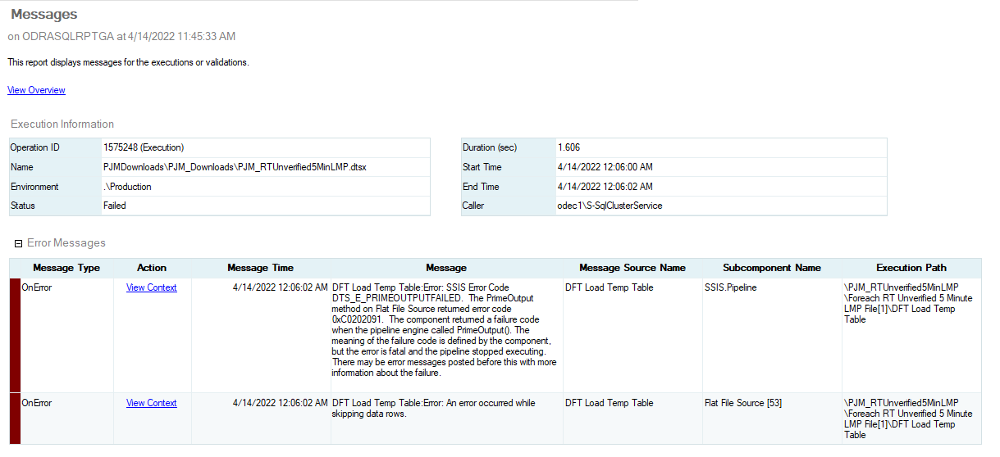 Messages
on ODRASQLRPTGA at 4/14/2022 11:45:33 AM
This report displays messages for the executions or validations.
View Overview
Execution Information
Operation ID 1575248 (Execution) Duration (sec) 1.606
Name PJMDownloads\PJM_Downloads\PJM_RTUnverified5MinLMP.dtsx Start Time 4/14/2022 12:06:00 AM
Environment .\Production End Time 4/14/2022 12:06:02 AM
Status Failed Caller odec1\S-SqlClusterService
Error Messages
Message Type Action Message Time Message Message Source Name Subcomponent Name Execution Path
OnError View Context 4/14/2022 12:06:02 AM DFT Load Temp Table:Error: SSIS Error Code DFT Load Temp Table SSIS.Pipeline \PJM_RTUnverified5MinLMP
DTS_E_PRIMEOUTPUTFAILED. The PrimeOutput \Foreach RT Unverified 5 Minute
method on Flat File Source returned error code LMP File[1]\DFT Load Temp
0xC0202091. The component returned a failure code Table
when the pipeline engine called PrimeOutput(). The
meaning of the failure code is defined by the component,
but the error is fatal and the pipeline stopped executing.
There may be error messages posted before this with more
information about the failure.
OnError View Context 4/14/2022 12:06:02 AM DFT Load Temp Table:Error: An error occurred while DFT Load Temp Table Flat File Source [53] \PJM_RTUnverified5MinLMP
skipping data rows. \Foreach RT Unverified 5 Minute
LMP File[1]\DFT Load Temp
Table